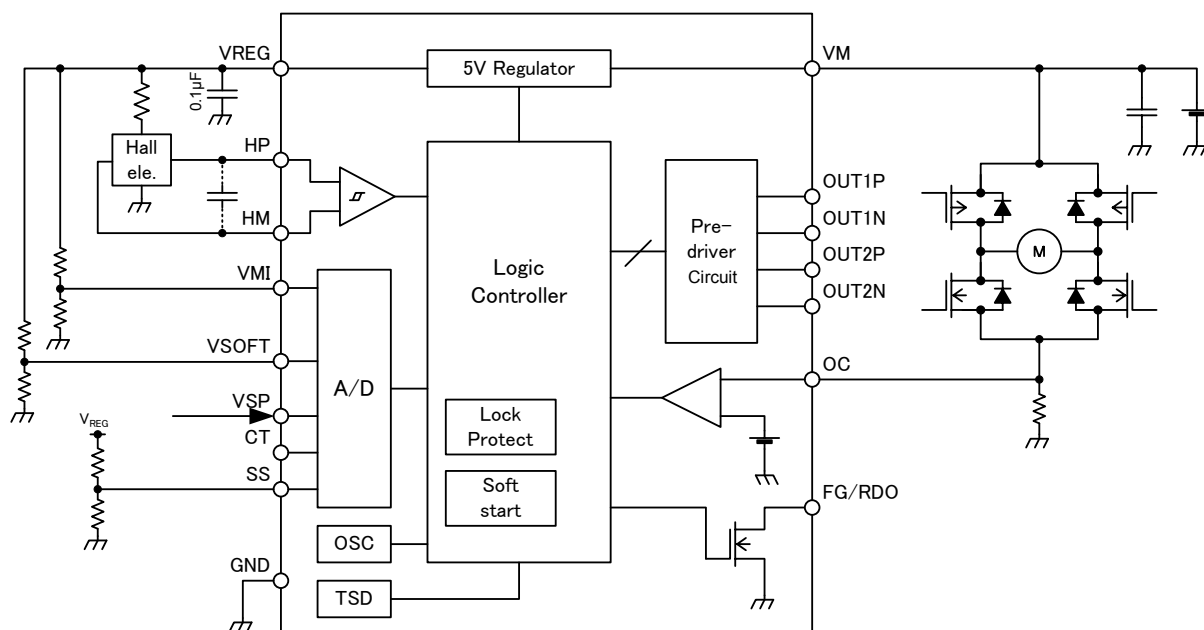 VREG
VM
5V Regulator
0.1μF
Hall
ele.
HP
HM
OUT1P
OUT1N
OUT2P
OUT2N
Pre-
driver
Circuit
M
Logic
Controller
VMI
VSOFT
A/D
VSP
CT
SS
VREG
OC
Lock
Protect
Soft
start
FG/RDO
OSC
GND
TSD